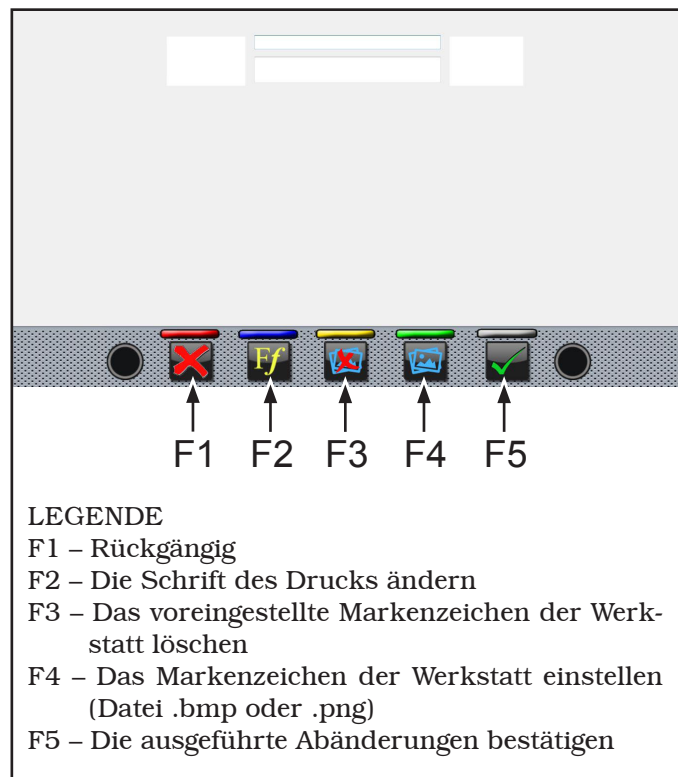 Ff
F1 F2 F3 F4 F5
LEGENDE
F1 – Rückgängig
F2 – Die Schrift des Drucks ändern
F3 – Das voreingestellte Markenzeichen der Werk-
statt löschen
F4 – Das Markenzeichen der Werkstatt einstellen
(Datei .bmp oder .png)
F5 – Die ausgeführte Abänderungen bestätigen